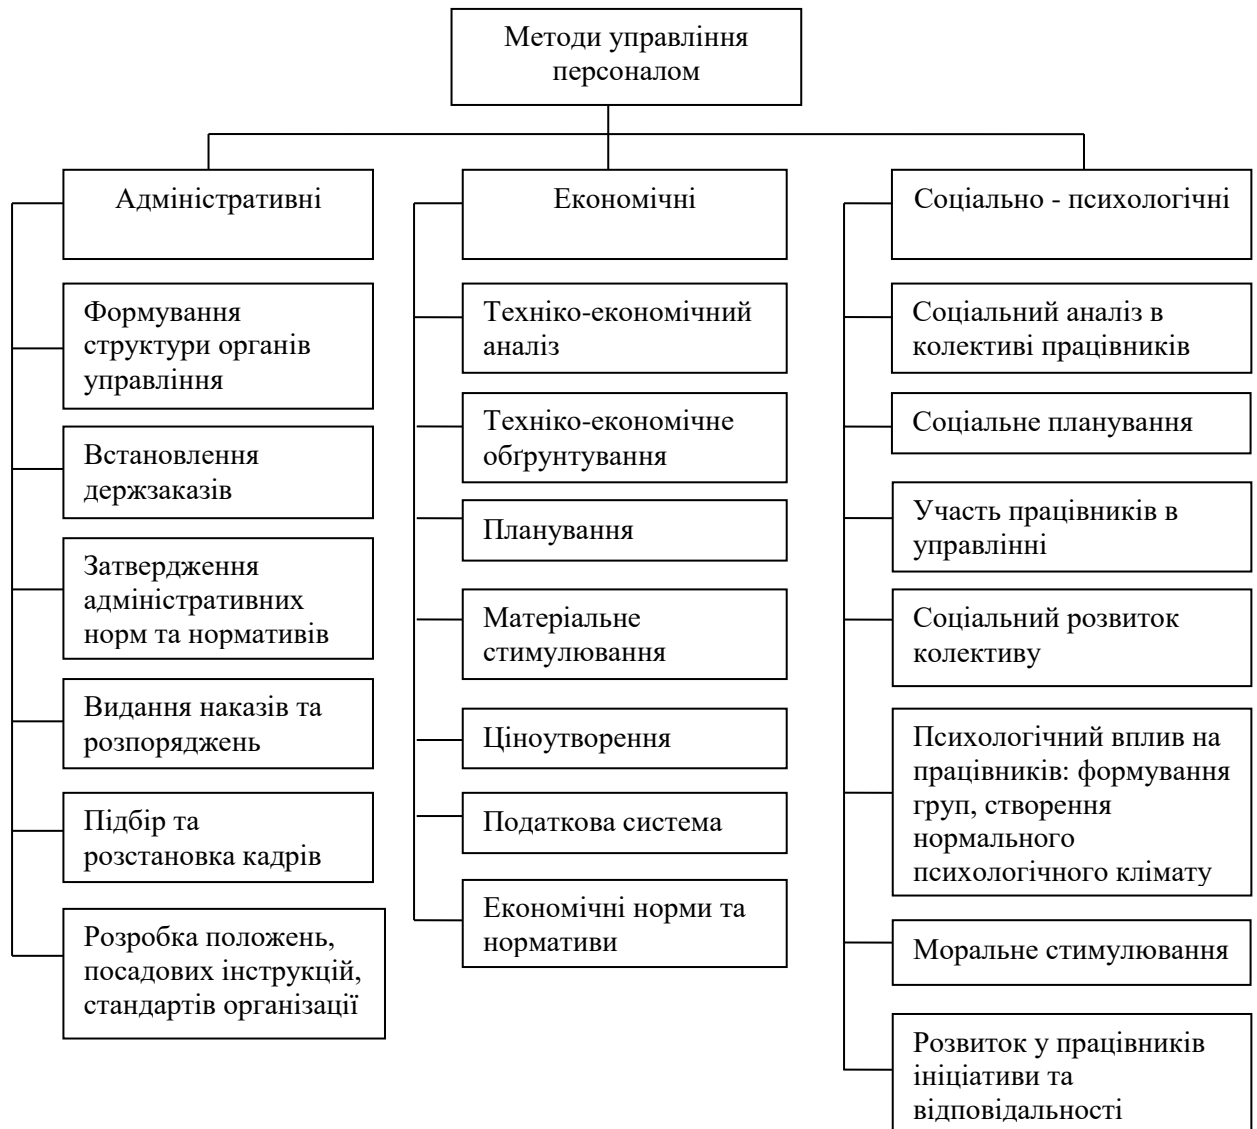 Методи управління
персоналом
Адміністративні
Формування
структури органів
управління
Встановлення
держзаказів
Затвердження
адміністративних
норм та нормативів
Видання наказів та
розпоряджень
Підбір та
розстановка кадрів
Розробка положень,
посадових інструкцій,
стандартів організації
Економічні
Техніко-економічний
аналіз
Техніко-економічне
обґрунтування
Планування
Матеріальне
стимулювання
Ціноутворення
Податкова система
Економічні норми та
нормативи
Соціально - психологічні
Соціальний аналіз в
колективі працівників
Соціальне планування
Участь працівників в
управлінні
Соціальний розвиток
колективу
Психологічний вплив на
працівників: формування
груп, створення
нормального
психологічного клімату
Моральне стимулювання
Розвиток у працівників
ініціативи та
відповідальності